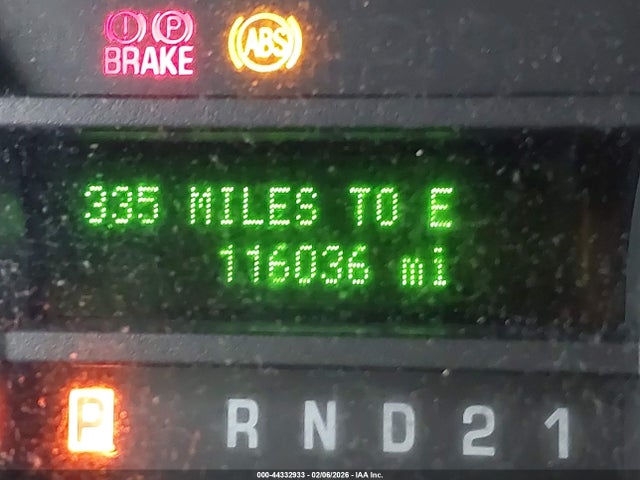 ! P ABS
BRAKE
335 MILES TO E
116036 mi
P R N D 2 1
000-44332933 - 02/06/2026 - IAA Inc.